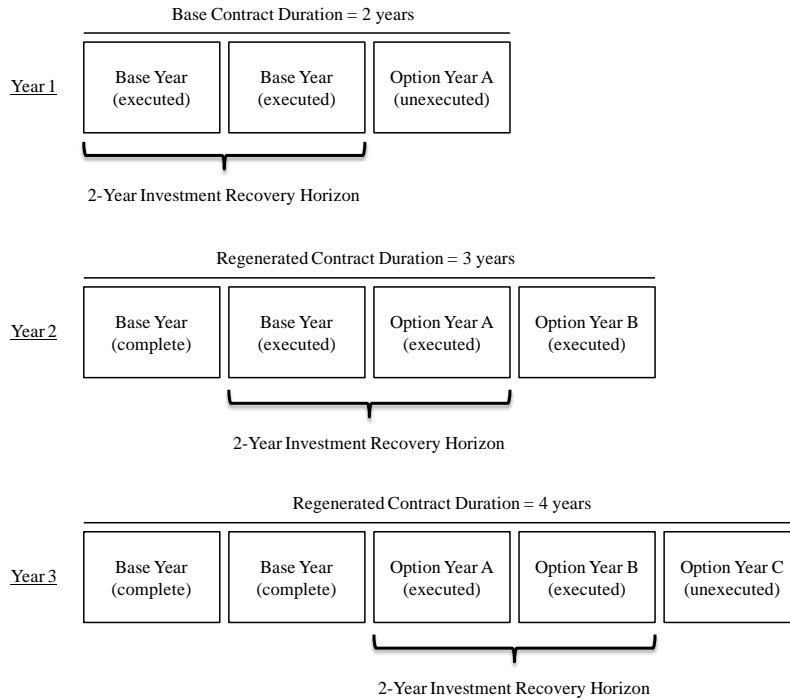 Base Contract Duration = 2 years
Year 1
Base Year
(executed)
Base Year
(executed)
Option Year A
(unexecuted)
2-Year Investment Recovery Horizon
Regenerated Contract Duration = 3 years
Year 2
Base Year
(complete)
Base Year
(executed)
Option Year A
(executed)
Option Year B
(executed)
2-Year Investment Recovery Horizon
Regenerated Contract Duration = 4 years
Year 3
Base Year
(complete)
Base Year
(complete)
Option Year A
(executed)
Option Year B
(executed)
Option Year C
(unexecuted)
2-Year Investment Recovery Horizon